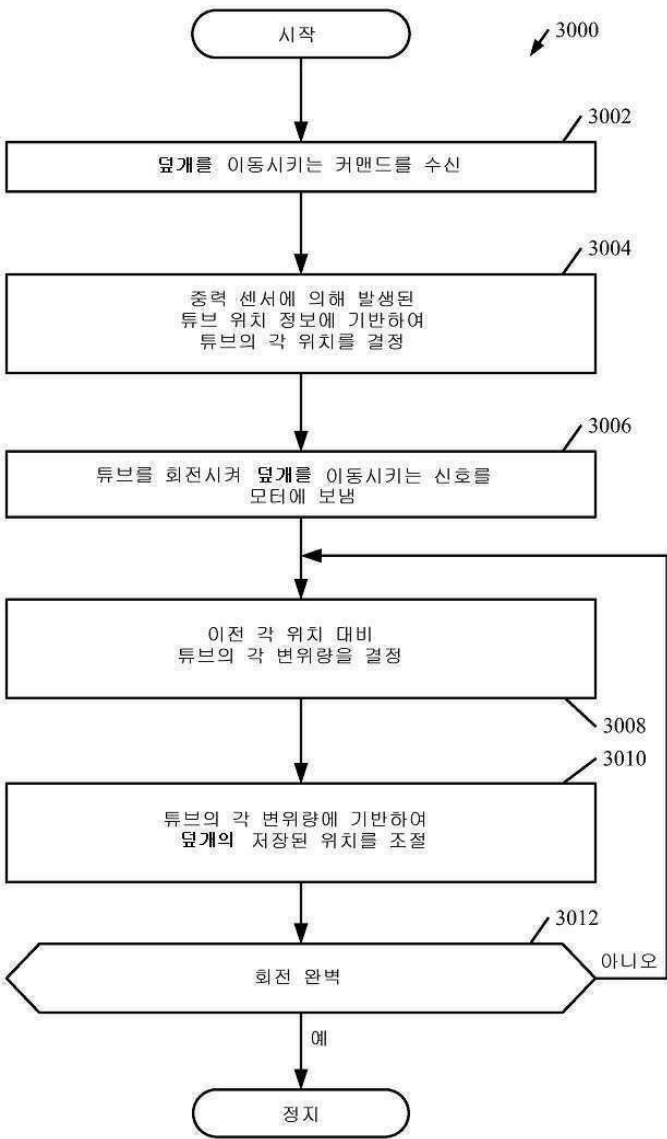 시작
3000
3002
덮개를 이동시키는 커맨드를 수신
3004
중력 센서에 의해 발생된
튜브 위치 정보에 기반하여
튜브의 각 위치를 결정
3006
튜브를 회전시켜 덮개를 이동시키는 신호를
모터에 보냄
이전 각 위치 대비
튜브의 각 변위량을 결정
3008
3010
튜브의 각 변위량에 기반하여
덮개의 저장된 위치를 조절
3012
회전 완벽
아니오
예
정지